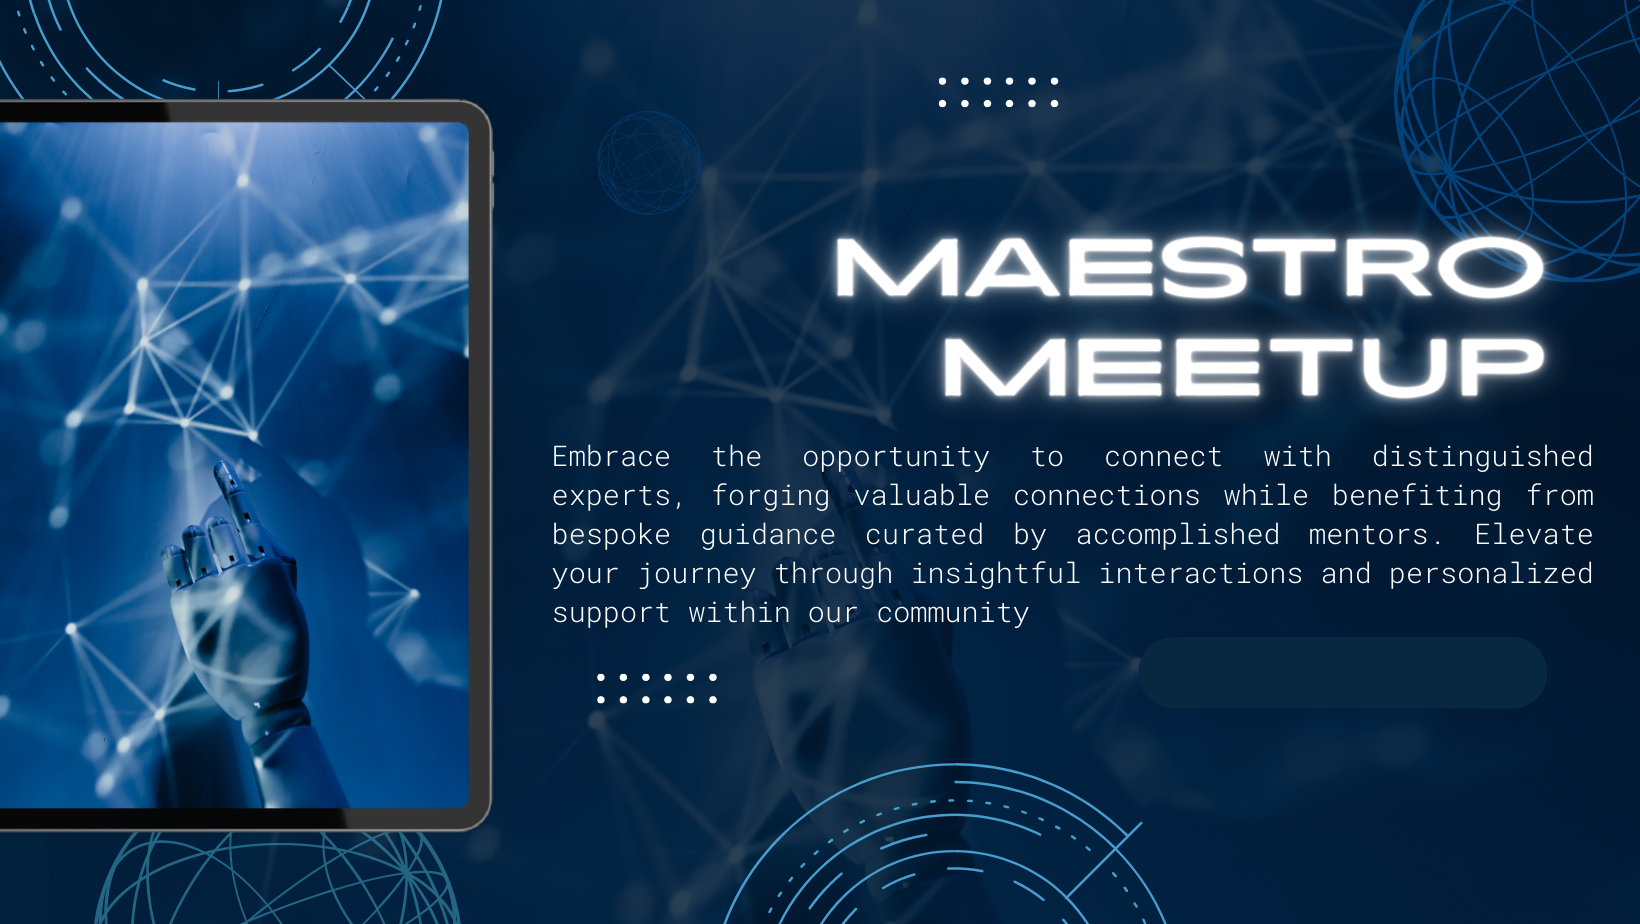 MAESTRO
MEETUP
Embrace the opportunity to connect with distinguished
experts, forging valuable connections while benefiting from
bespoke guidance curated by accomplished mentors. Elevate
your journey through insightful interactions and personalized
support within our community